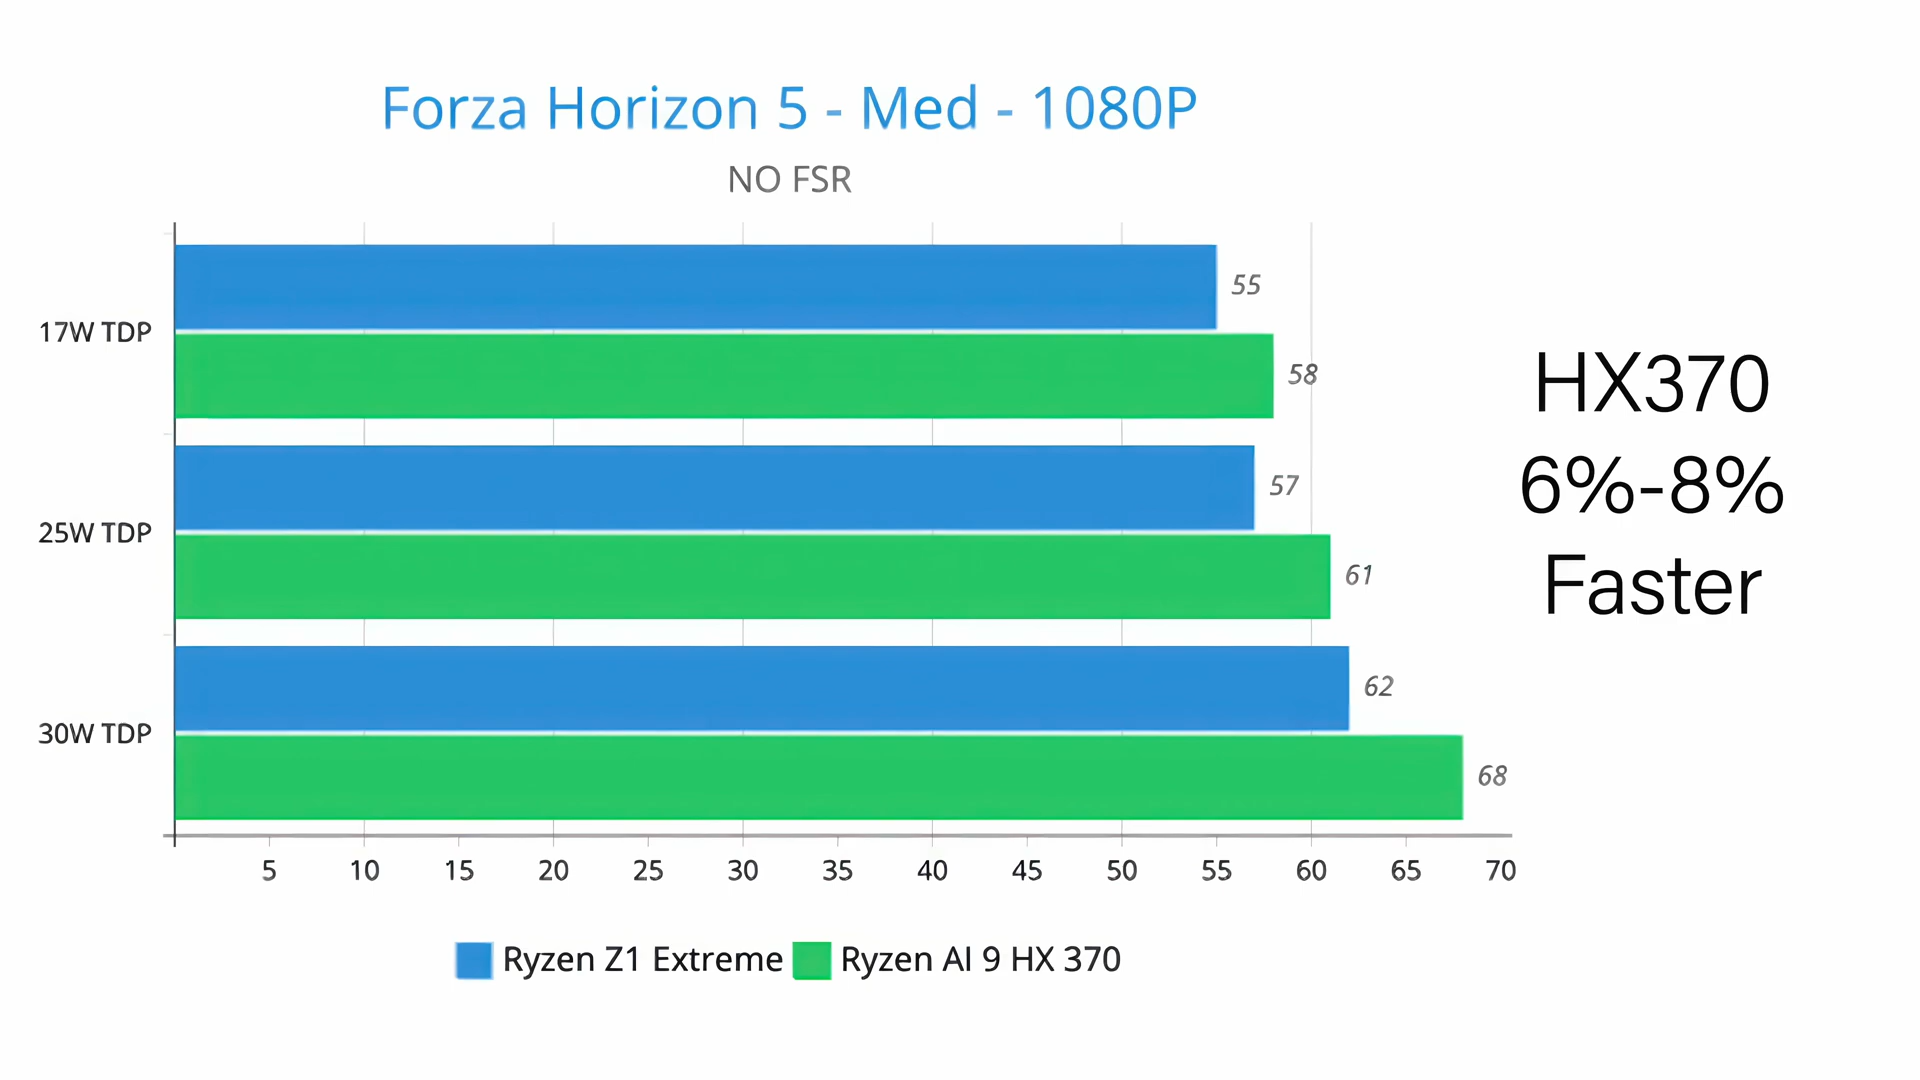 Forza Horizon 5 - Med - 1080P
NO FSR
55
17W TDP
58
57
25W TDP
61
62
30W TDP
68
5 10 15 20 25 30 35 40 45 50 55 60 65 70
Ryzen Z1 Extreme Ryzen AI 9 HX 370
HX370
6%-8%
Faster